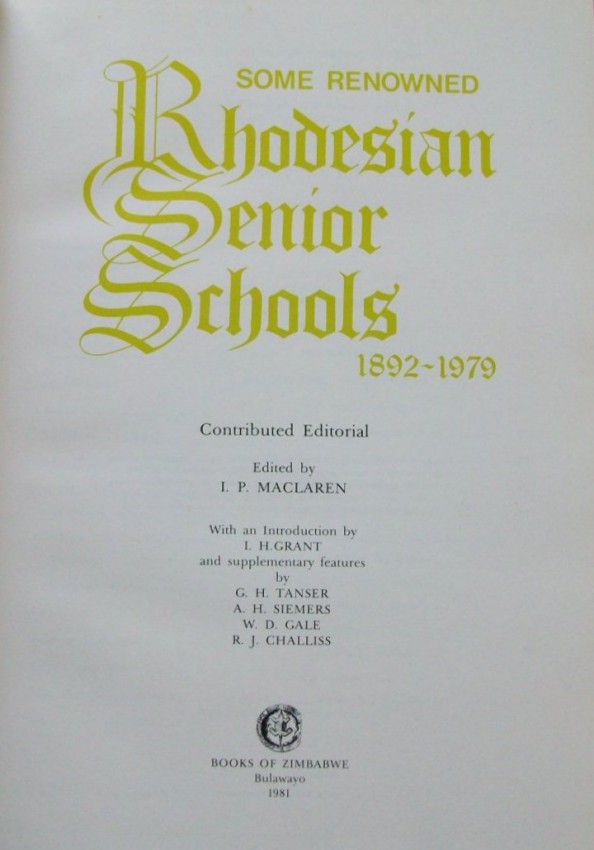 SOME RENOWNED
Rhodesian
Senior
Schools
1892~1979
Contributed Editorial
Edited by
I. P. MACLAREN
With an Introduction by
I. H.GRANT
and supplementary features
by
G. H. TANSER
A. H. SIEMERS
W. D. GALE
R. J. CHALLISS
BOOKS OF ZIMBABWE
Bulawayo
1981